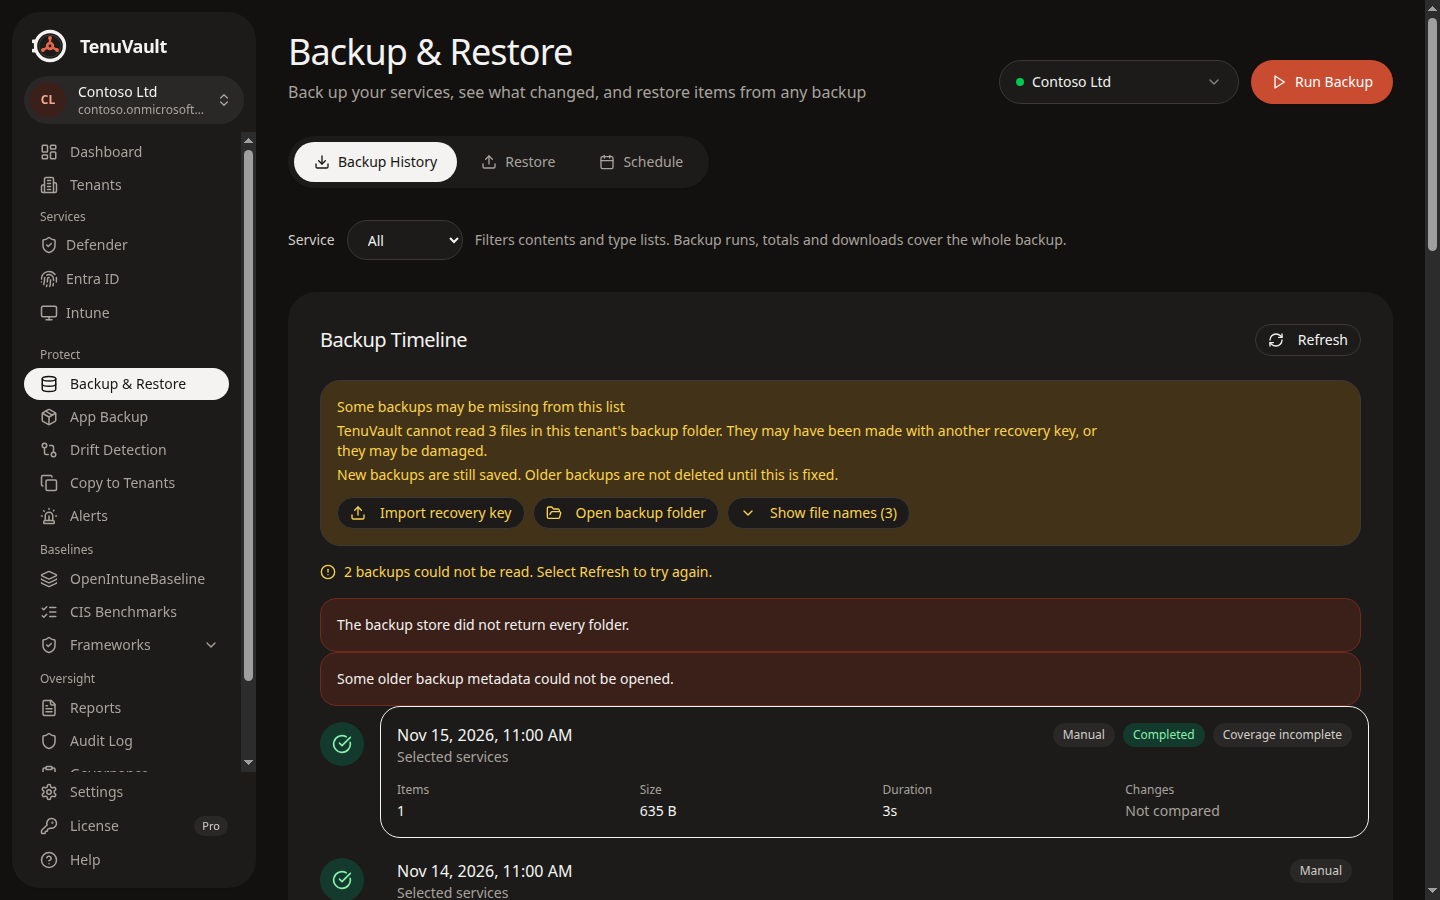 TenuVault
CL
Contoso Ltd
contoso.onmicrosoft...
Dashboard
Tenants
Services
Defender
Entra ID
Intune
Protect
Backup & Restore
App Backup
Drift Detection
Copy to Tenants
Alerts
Baselines
OpenIntuneBaseline
CIS Benchmarks
Frameworks
Oversight
Reports
Audit Log
Settings
License
Pro
Help
Backup & Restore
Back up your services, see what changed, and restore items from any backup
Contoso Ltd
Run Backup
Backup History
Restore
Schedule
Service
All
Filters contents and type lists. Backup runs, totals and downloads cover the whole backup.
Backup Timeline
Refresh
Some backups may be missing from this list
TenuVault cannot read 3 files in this tenant's backup folder. They may have been made with another recovery key, or
they may be damaged.
New backups are still saved. Older backups are not deleted until this is fixed.
Import recovery key
Open backup folder
Show file names (3)
2 backups could not be read. Select Refresh to try again.
The backup store did not return every folder.
Some older backup metadata could not be opened.
Nov 15, 2026, 11:00 AM
Manual
Completed
Coverage incomplete
Selected services
Items
Size
Duration
Changes
1
635 B
3s
Not compared
Nov 14, 2026, 11:00 AM
Manual
Selected services